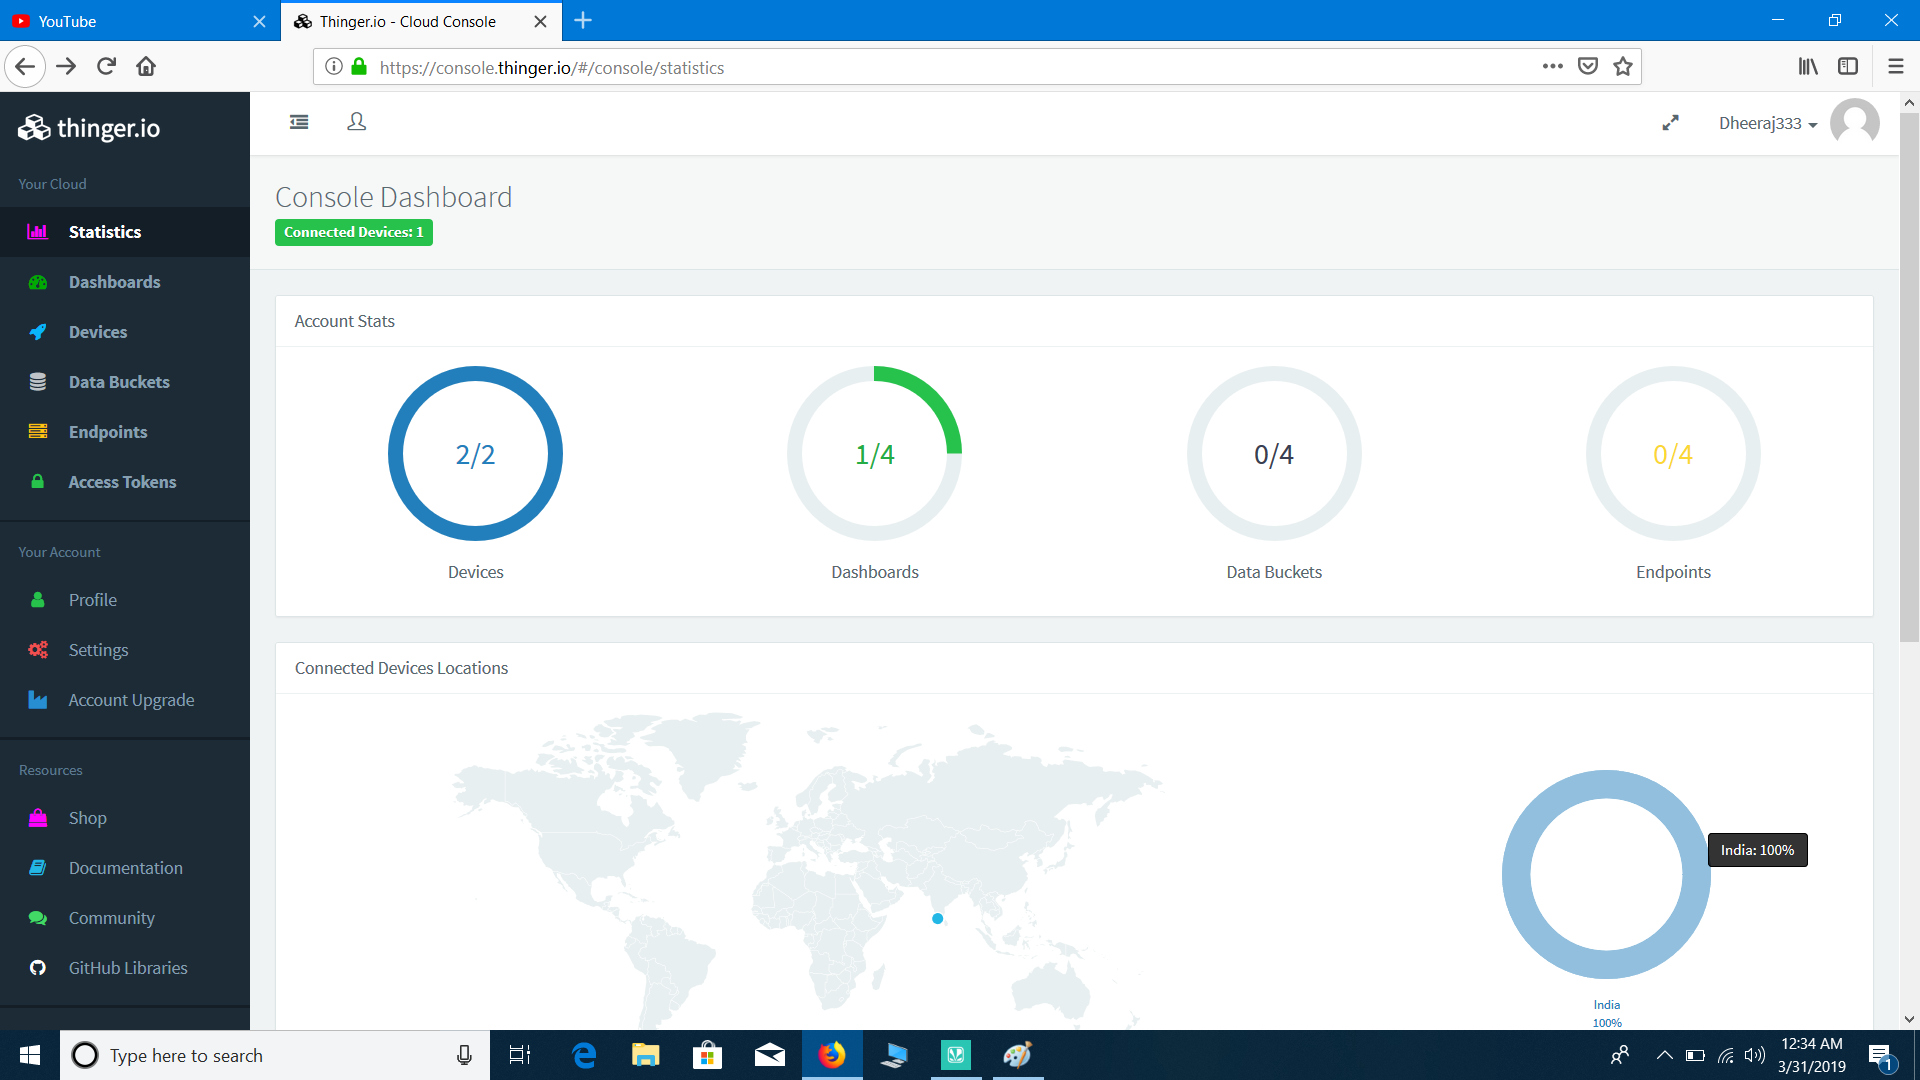 YouTube
Thinger.io - Cloud Console
https://console.thinger.io/#/console/statistics
thinger.io
Dheeraj333
Your Cloud
Statistics
Dashboards
Devices
Data Buckets
Endpoints
Access Tokens
Your Account
Profile
Settings
Account Upgrade
Resources
Shop
Documentation
Community
GitHub Libraries
Console Dashboard
Connected Devices: 1
Account Stats
2/2
1/4
0/4
0/4
Devices
Dashboards
Data Buckets
Endpoints
Connected Devices Locations
India: 100%
India
100%
Type here to search
12:34 AM
3/31/2019
1